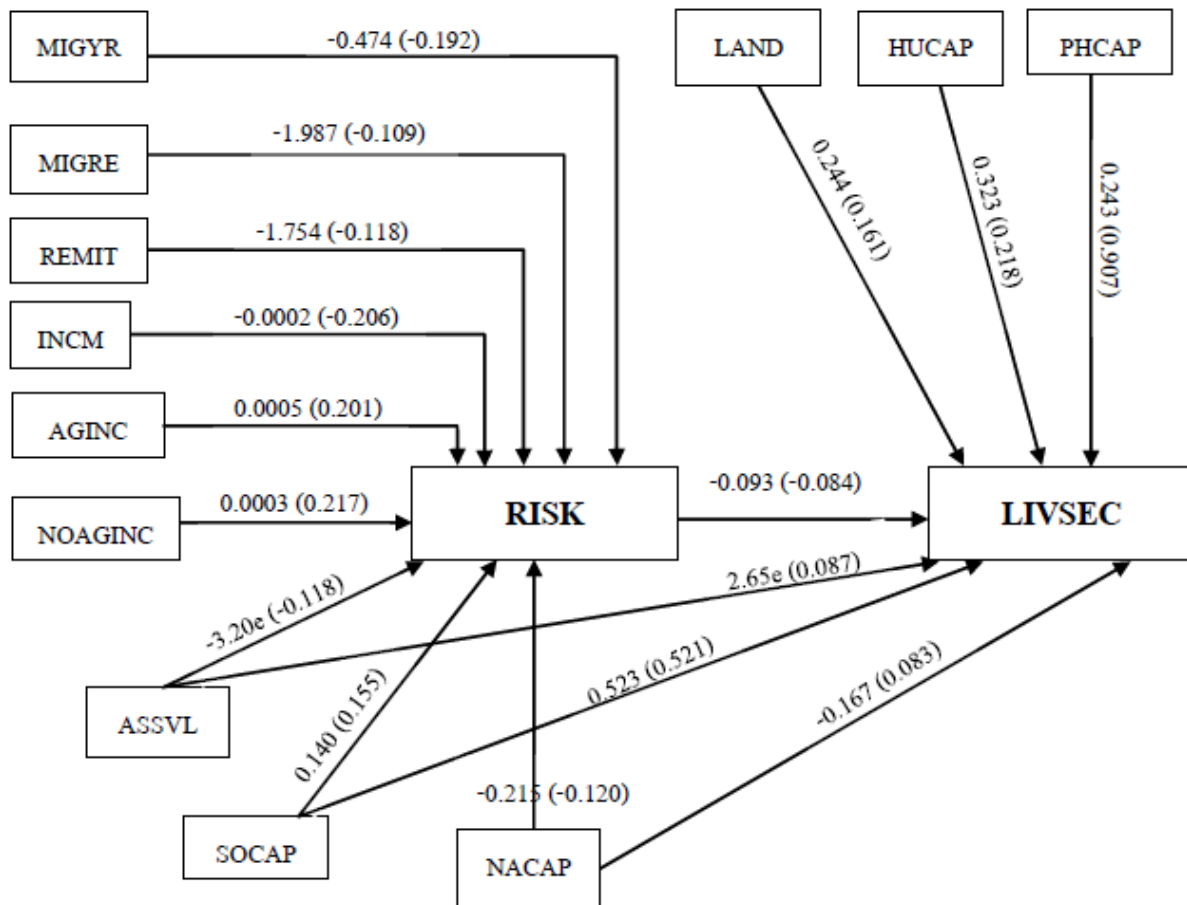 MIGYR
-0.474 (-0.192)
LAND
HUCAP
PHCAP
MIGRE
-1.987 (-0.109)
0.244 (0.161)
0.323 (0.218)
0.243 (0.907)
REMIT
-1.754 (-0.118)
INCM
-0.0002 (-0.206)
AGINC
0.0005 (0.201)
NOAGINC
0.0003 (0.217)
RISK
-0.093 (-0.084)
LIVSEC
-3.20e (-0.118)
2.65e (0.087)
ASSVL
0.140 (0.155)
0.523 (0.521)
-0.167 (0.083)
SOCAP
-0.215 (-0.120)
NACAP